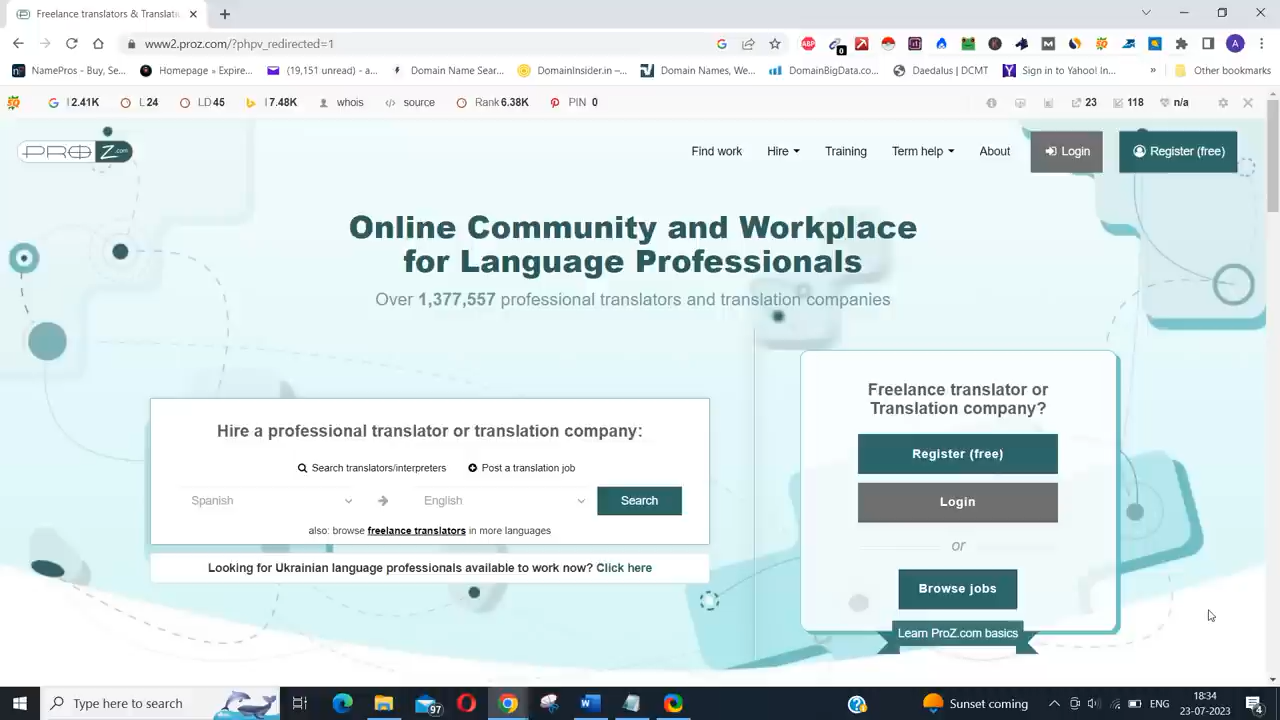 Freelance translators & Translati
www2.proz.com/?phpv_redirected=1
ABP
0
A
NamePros - Buy, Se...
Homepage » Expire...
(19,151 unread) - a...
Domain Name Sear...
DomainInsider.in –...
Domain Names, We...
DomainBigData.co...
Daedalus | DCMT
Sign in to Yahoo! In...
»
Other bookmarks
I 2.41K
L 24
LD 45
I 7.48K
whois
source
Rank 6.38K
PIN 0
23
118
n/a
PROZ.com
Find work
Hire
Training
Term help
About
Login
Register (free)
Online Community and Workplace
for Language Professionals
Over 1,377,557 professional translators and translation companies
Hire a professional translator or translation company:
Search translators/interpreters
Post a translation job
Spanish
English
Search
also: browse freelance translators in more languages
Looking for Ukrainian language professionals available to work now? Click here
Freelance translator or
Translation company?
Register (free)
Login
or
Browse jobs
Learn ProZ.com basics
Type here to search
97
Sunset coming
ENG
18:34
23-07-2023
4